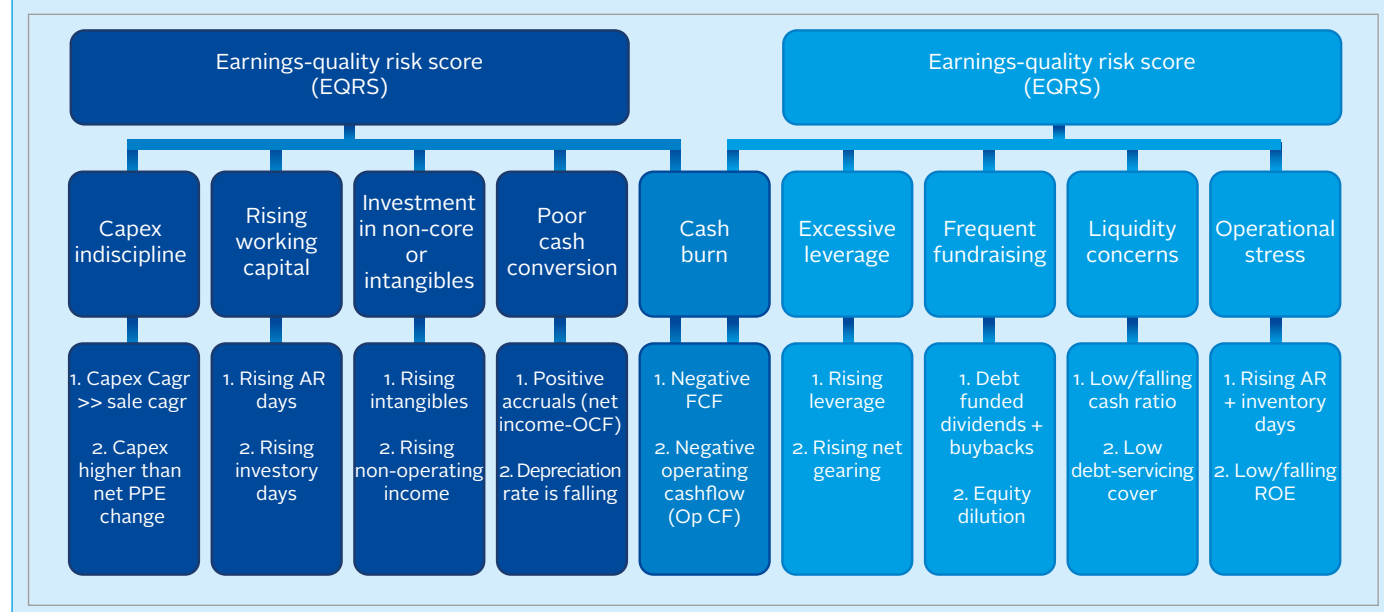 Earnings-quality risk score
(EQRS)
Earnings-quality risk score
(EQRS)
Capex
indiscipline
Rising
working
capital
Investment
in non-core
or
intangibles
Poor
cash
conversion
Cash
burn
Excessive
leverage
Frequent
fundraising
Liquidity
concerns
Operational
stress
1. Capex Cagr
>> sale cagr
2. Capex
higher than
net PPE
change
1. Rising AR
days
2. Rising
investory
days
1. Rising
intangibles
2. Rising
non-operating
income
1. Positive
accruals (net
income-OCF)
2. Depreciation
rate is falling
1. Negative
FCF
2. Negative
operating
cashflow
(Op CF)
1. Rising
leverage
2. Rising net
gearing
1. Debt
funded
dividends +
buybacks
2. Equity
dilution
1. Low/falling
cash ratio
2. Low
debt-servicing
cover
1. Rising AR
+ inventory
days
2. Low/falling
ROE